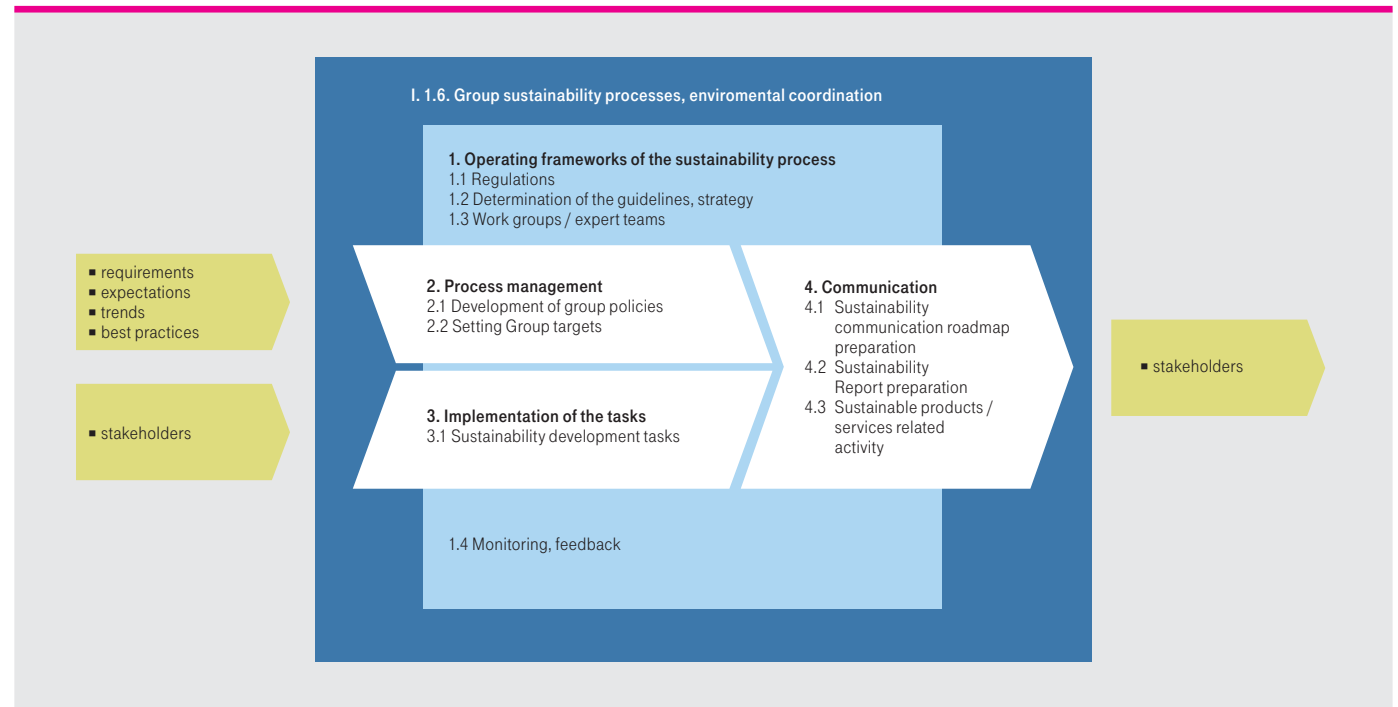 I. 1.6. Group sustainability processes, enviromental coordination
1. Operating frameworks of the sustainability process
1.1 Regulations
1.2 Determination of the guidelines, strategy
1.3 Work groups / expert teams
▪ requirements
▪ expectations
▪ trends
▪ best practices
▪ stakeholders
2. Process management
2.1 Development of group policies
2.2 Setting Group targets
3. Implementation of the tasks
3.1 Sustainability development tasks
4. Communication
4.1 Sustainability
communication roadmap
preparation
4.2 Sustainability
Report preparation
4.3 Sustainable products /
services related
activity
▪ stakeholders
1.4 Monitoring, feedback